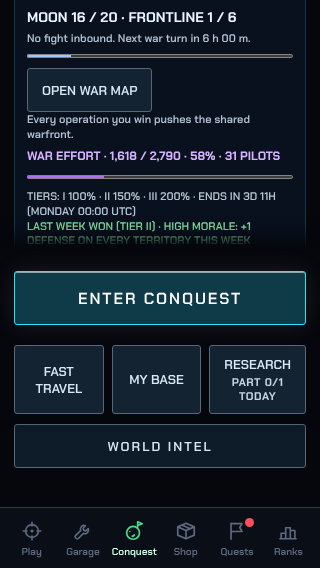 MOON 16 / 20 · FRONTLINE 1 / 6
No fight inbound. Next war turn in 6 h 00 m.
OPEN WAR MAP
Every operation you win pushes the shared
warfront.
WAR EFFORT · 1,618 / 2,790 · 58% · 31 PILOTS
TIERS: I 100% · II 150% · III 200% · ENDS IN 3D 11H
(MONDAY 00:00 UTC)
LAST WEEK WON (TIER II) · HIGH MORALE: +1
DEFENSE ON EVERY TERRITORY THIS WEEK
ENTER CONQUEST
FAST
TRAVEL
MY BASE
RESEARCH
PART 0/1
TODAY
WORLD INTEL
Play
Garage
Conquest
Shop
Quests
Ranks